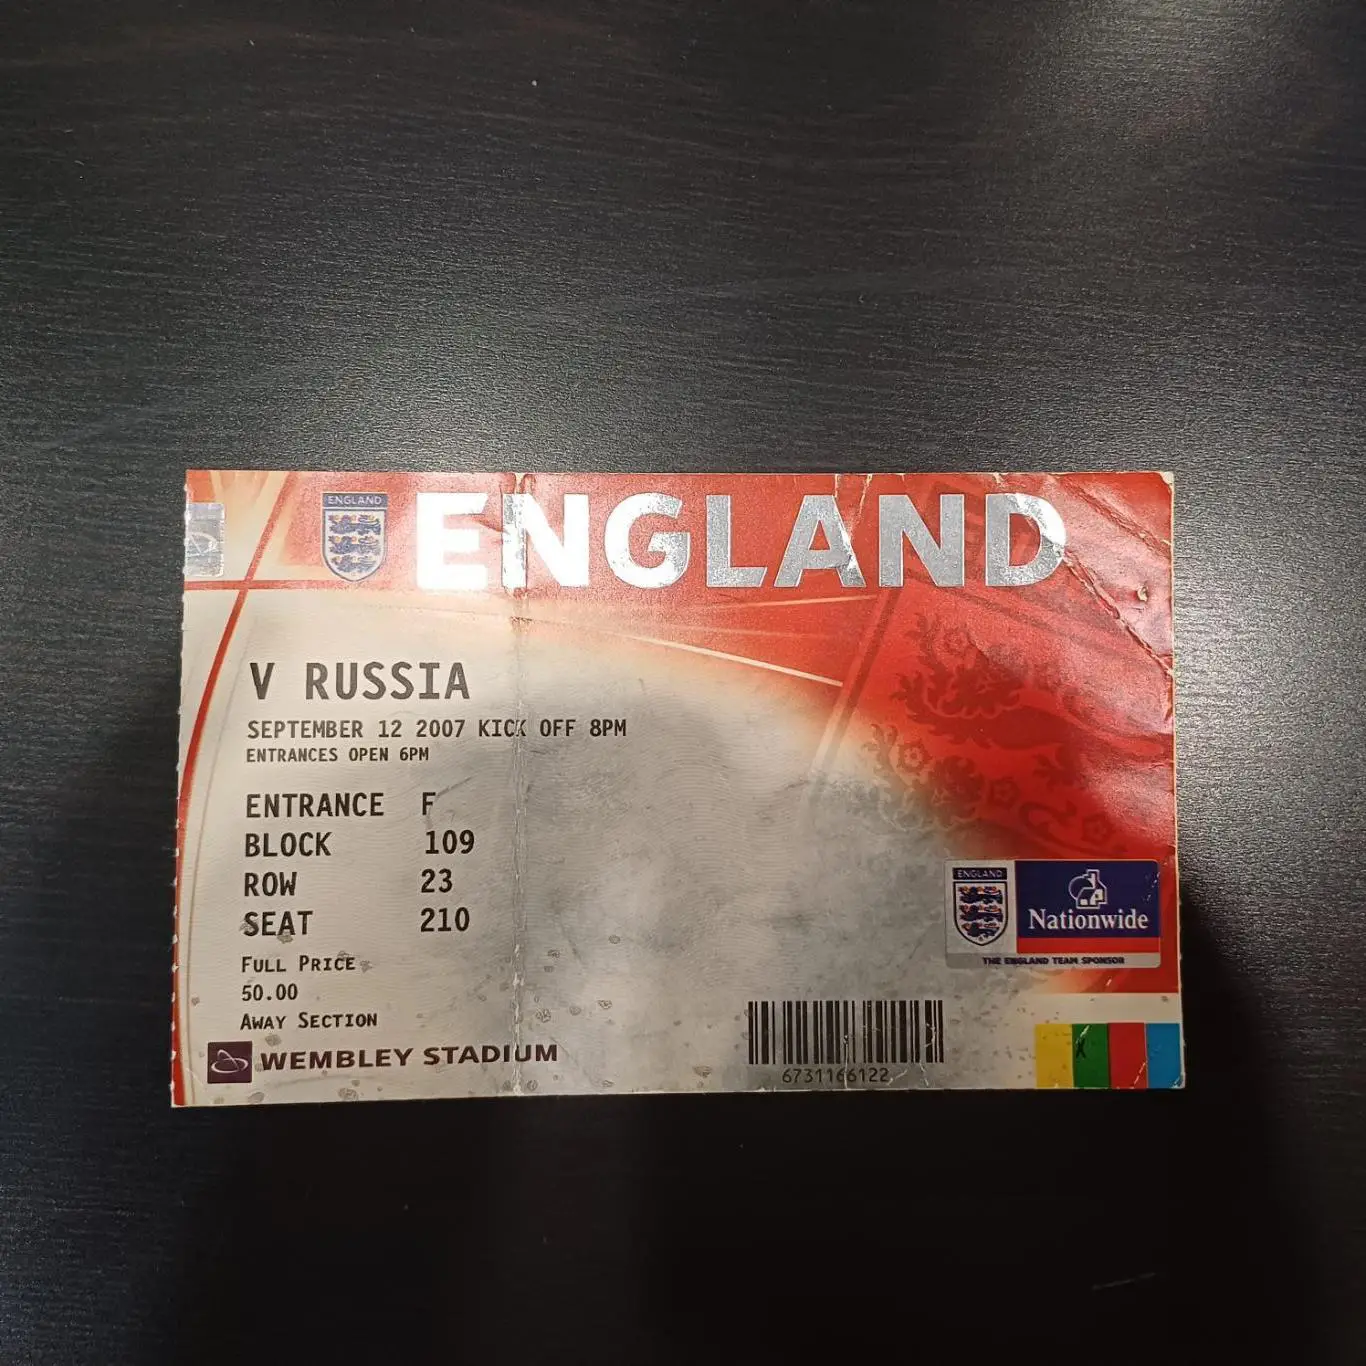 ENGLAND
ENGLAND
V RUSSIA
SEPTEMBER 12 2007 KICK OFF 8PM
ENTRANCES OPEN 6PM
ENTRANCE F
BLOCK 109
ROW 23
SEAT 210
FULL PRICE
50.00
AWAY SECTION
WEMBLEY STADIUM
ENGLAND
Nationwide
THE ENGLAND TEAM SPONSOR
6731166122